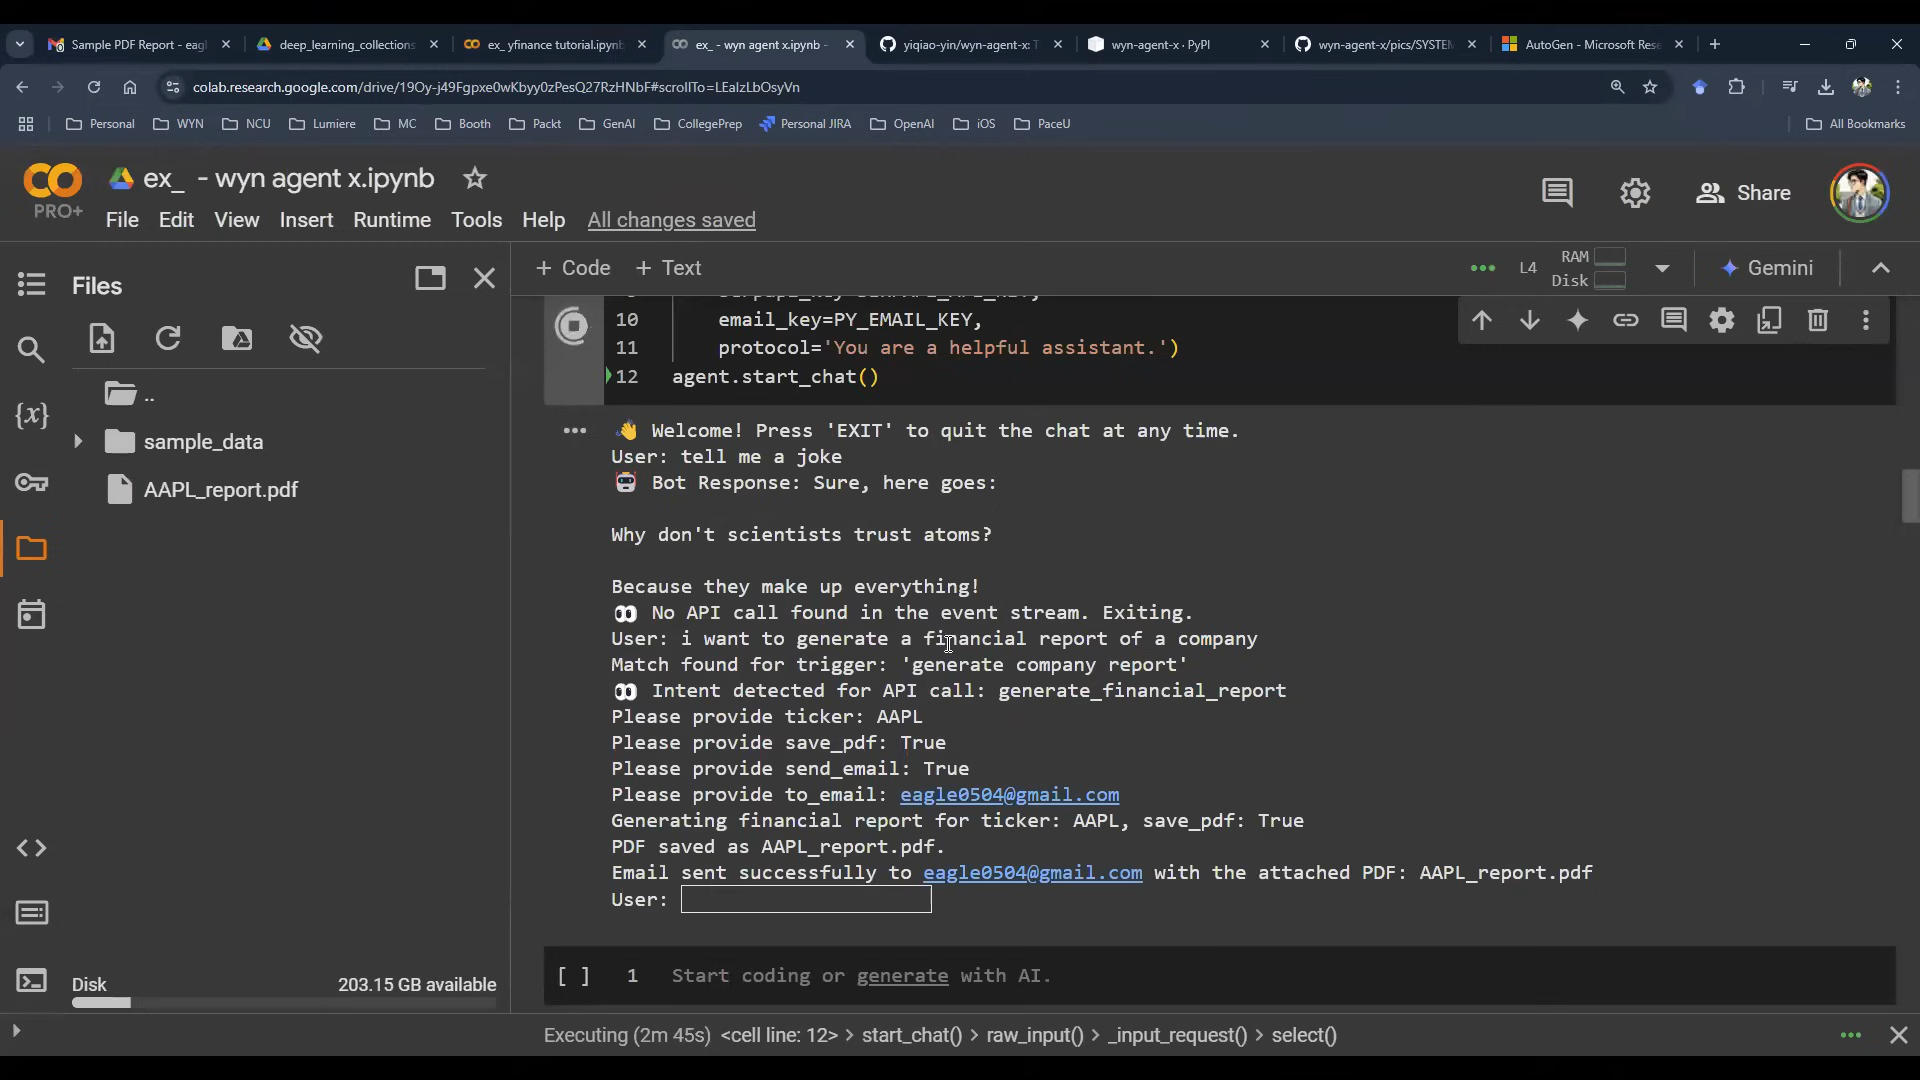 Sample PDF Report - eagl
deep_learning_collections
ex_ yfinance tutorial.ipynb
ex_ - wyn agent x.ipynb -
yiqiao-yin/wyn-agent-x: T
wyn-agent-x · PyPI
wyn-agent-x/pics/SYSTEM
AutoGen - Microsoft Rese
colab.research.google.com/drive/19Oy-j49Fgpxe0wKbyy0zPesQ27RzHNbF#scrollTo=LEaIzLbOsyVn
Personal
WYN
NCU
Lumiere
MC
Booth
Packt
GenAI
CollegePrep
Personal JIRA
OpenAI
iOS
PaceU
All Bookmarks
PRO+
ex_ - wyn agent x.ipynb
File Edit View Insert Runtime Tools Help All changes saved
Share
Files
+ Code + Text
L4
RAM
Disk
Gemini
..
sample_data
AAPL_report.pdf
10 email_key=PY_EMAIL_KEY,
11 protocol='You are a helpful assistant.')
12 agent.start_chat()
👋 Welcome! Press 'EXIT' to quit the chat at any time.
User: tell me a joke
🤖 Bot Response: Sure, here goes:
Why don't scientists trust atoms?
Because they make up everything!
👀 No API call found in the event stream. Exiting.
User: i want to generate a financial report of a company
Match found for trigger: 'generate company report'
👀 Intent detected for API call: generate_financial_report
Please provide ticker: AAPL
Please provide save_pdf: True
Please provide send_email: True
Please provide to_email: eagle0504@gmail.com
Generating financial report for ticker: AAPL, save_pdf: True
PDF saved as AAPL_report.pdf.
Email sent successfully to eagle0504@gmail.com with the attached PDF: AAPL_report.pdf
User:
[ ] 1 Start coding or generate with AI.
Disk 203.15 GB available
Executing (2m 45s) <cell line: 12> > start_chat() > raw_input() > _input_request() > select()